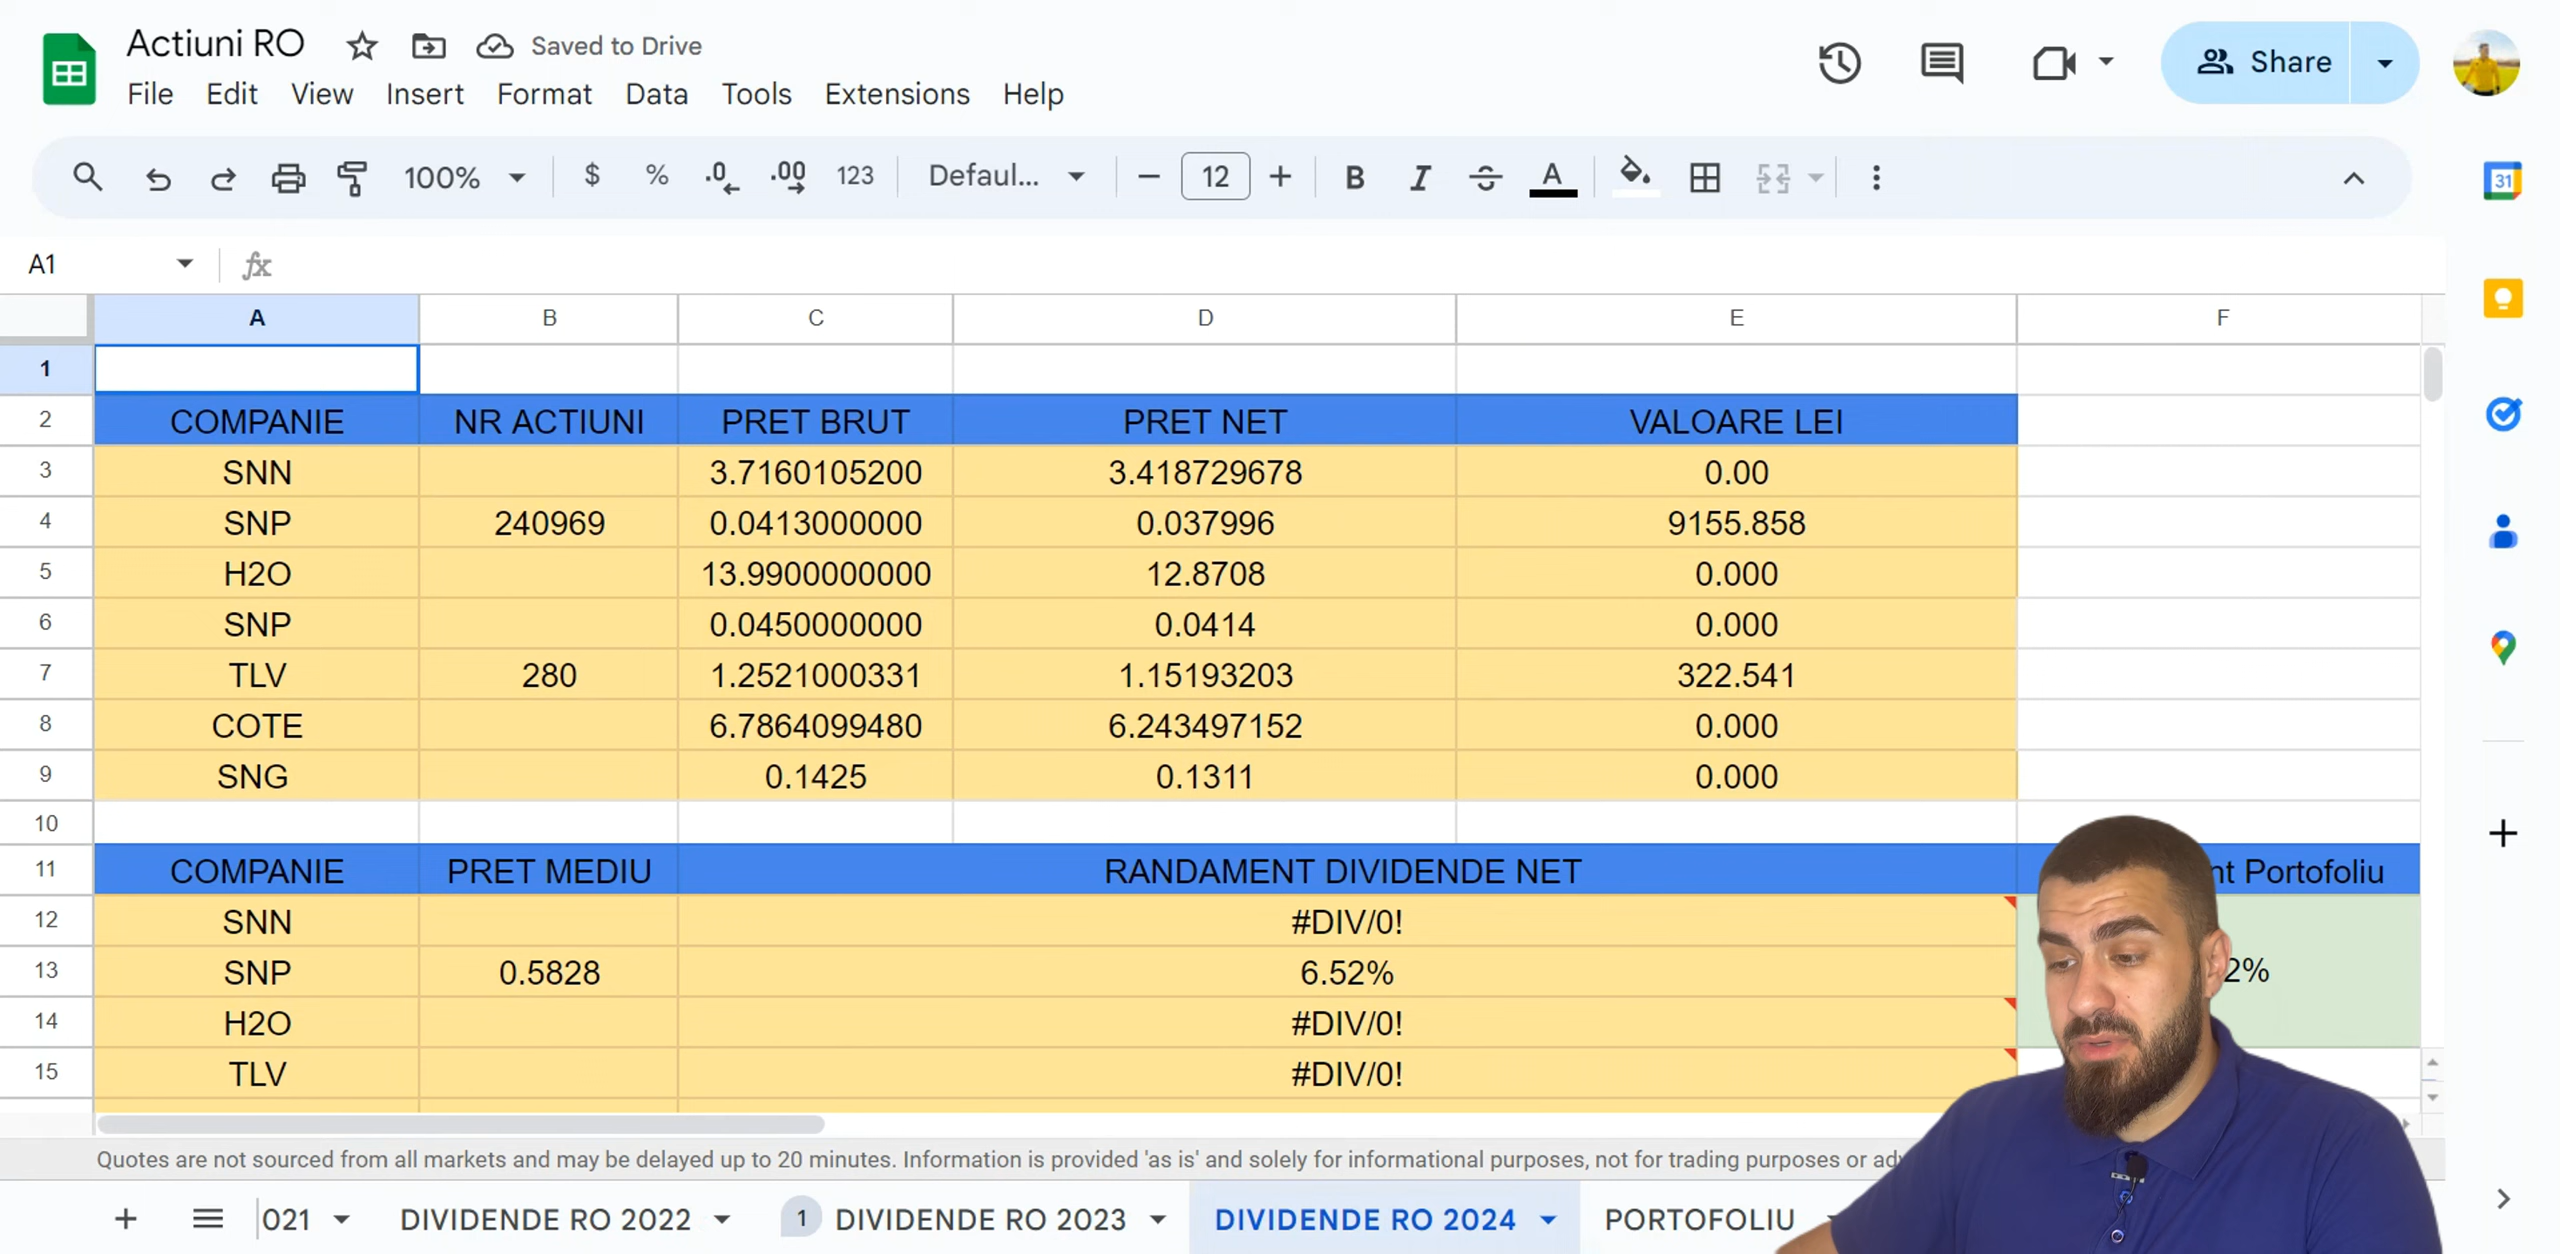 Actiuni RO Saved to Drive
File Edit View Insert Format Data Tools Extensions Help
Share
100% $ % .0 .00 123 Defaul... 12 B I A
31
A1 fx
A B C D E F
1
2 COMPANIE NR ACTIUNI PRET BRUT PRET NET VALOARE LEI
3 SNN 3.7160105200 3.418729678 0.00
4 SNP 240969 0.0413000000 0.037996 9155.858
5 H2O 13.9900000000 12.8708 0.000
6 SNP 0.0450000000 0.0414 0.000
7 TLV 280 1.2521000331 1.15193203 322.541
8 COTE 6.7864099480 6.243497152 0.000
9 SNG 0.1425 0.1311 0.000
10
11 COMPANIE PRET MEDIU RANDAMENT DIVIDENDE NET Portofoliu
12 SNN #DIV/0!
13 SNP 0.5828 6.52% 2%
14 H2O #DIV/0!
15 TLV #DIV/0!
Quotes are not sourced from all markets and may be delayed up to 20 minutes. Information is provided 'as is' and solely for informational purposes, not for trading purposes or
021 DIVIDENDE RO 2022 1 DIVIDENDE RO 2023 DIVIDENDE RO 2024 PORTOFOLIU